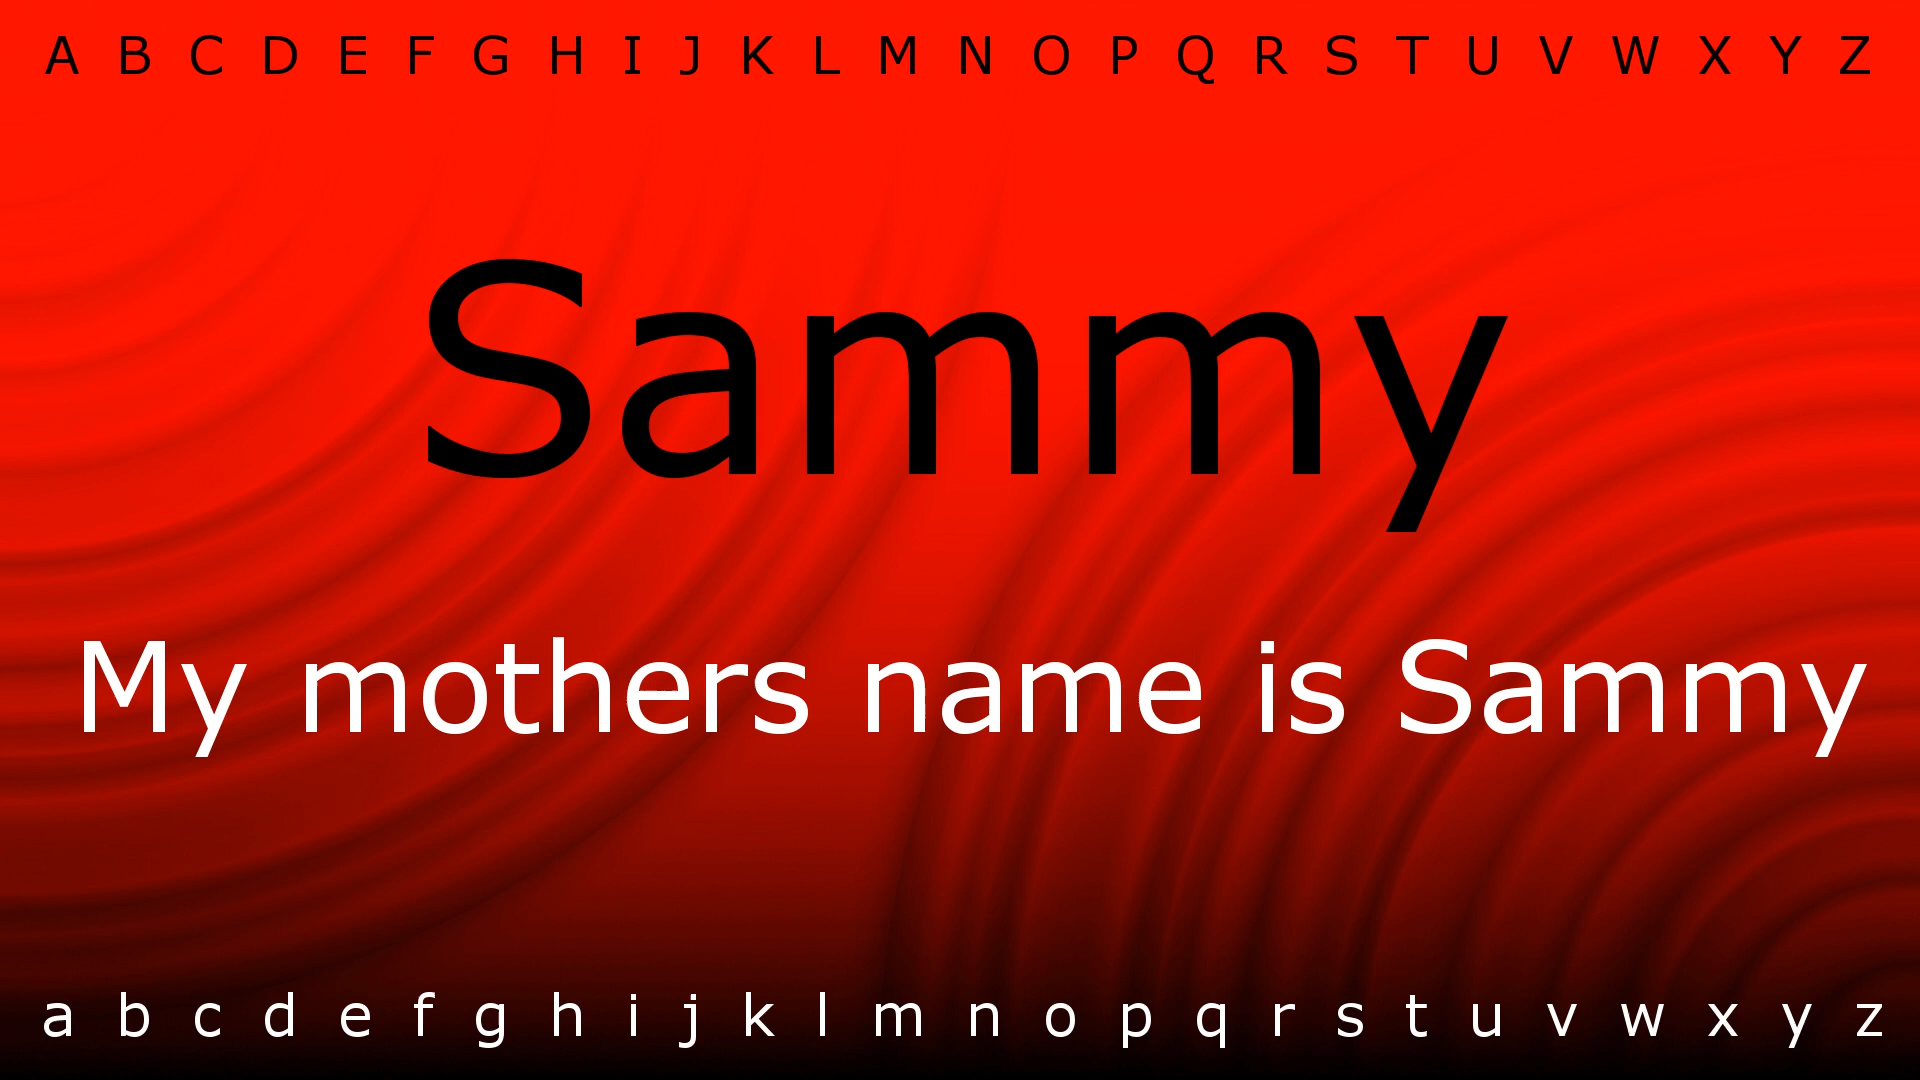 A B C D E F G H I J K L M N O P Q R S T U V W X Y Z
Sammy
My mothers name is Sammy
a b c d e f g h i j k l m n o p q r s t u v w x y z